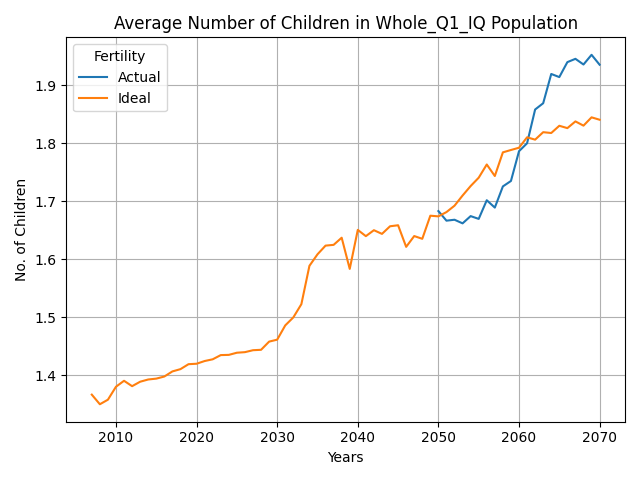 Average Number of Children in Whole_Q1_IQ Population
Fertility
Actual
Ideal
No. of Children
1.9
1.8
1.7
1.6
1.5
1.4
2010 2020 2030 2040 2050 2060 2070
Years